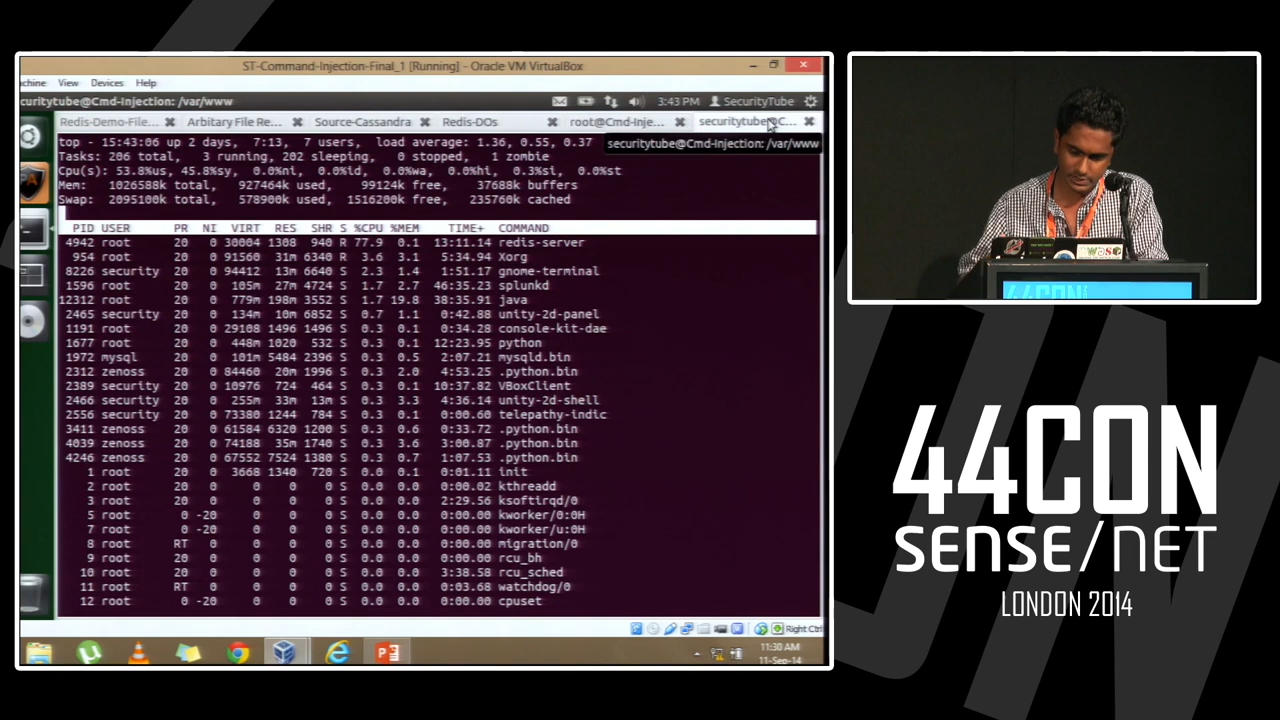 ST-Command-Injection-Final_1 [Running] - Oracle VM VirtualBox
chine View Devices Help
curitytube@Cmd-Injection: /var/www 3:43 PM SecurityTube
Redis-Demo-File... Arbitary File Re... Source-Cassandra Redis-DOs root@Cmd-Inje... securitytube@C...
top - 15:43:06 up 2 days, 7:13, 7 users, load average: 1.36, 0.55, 0.37
securitytube@Cmd-Injection: /var/www
Tasks: 206 total, 3 running, 202 sleeping, 0 stopped, 1 zombie
Cpu(s): 53.8%us, 45.8%sy, 0.0%ni, 0.0%id, 0.0%wa, 0.0%hi, 0.3%si, 0.0%st
Mem: 1026588k total, 927464k used, 99124k free, 37688k buffers
Swap: 2095100k total, 578900k used, 1516200k free, 235760k cached
PID USER PR NI VIRT RES SHR S %CPU %MEM TIME+ COMMAND
4942 root 20 0 30004 1308 940 R 77.9 0.1 13:11.14 redis-server
954 root 20 0 91560 31m 6340 R 3.0 3.1 5:34.94 Xorg
8226 security 20 0 94412 13m 6640 S 2.3 1.4 1:51.17 gnome-terminal
1596 root 20 0 105m 27m 4724 S 1.7 2.7 46:35.23 splunkd
12312 root 20 0 779m 198m 3552 S 1.7 19.8 38:35.91 java
2465 security 20 0 134m 10m 6852 S 0.7 1.1 0:42.88 unity-2d-panel
1191 root 20 0 29108 1496 1496 S 0.3 0.1 0:34.28 console-kit-dae
1677 root 20 0 448m 1020 532 S 0.3 0.1 12:23.95 python
1972 mysql 20 0 101m 5484 2396 S 0.3 0.5 2:07.21 mysqld.bin
2312 zenoss 20 0 84460 20m 1996 S 0.3 2.0 4:53.25 .python.bin
2389 security 20 0 10976 724 464 S 0.3 0.1 10:37.82 VBoxClient
2466 security 20 0 255m 33m 13m S 0.3 3.3 4:36.14 unity-2d-shell
2556 security 20 0 73380 1244 784 S 0.3 0.1 0:00.60 telepathy-indic
3411 zenoss 20 0 61584 6320 1200 S 0.3 0.6 0:33.72 .python.bin
4039 zenoss 20 0 74188 35m 1740 S 0.3 3.6 3:00.87 .python.bin
4246 zenoss 20 0 67552 7524 1380 S 0.3 0.7 1:07.53 .python.bin
1 root 20 0 3668 1340 720 S 0.0 0.1 0:01.11 init
2 root 20 0 0 0 0 S 0.0 0.0 0:00.02 kthreadd
3 root 20 0 0 0 0 S 0.0 0.0 2:29.56 ksoftirqd/0
5 root 0 -20 0 0 0 S 0.0 0.0 0:00.00 kworker/0:0H
7 root 0 -20 0 0 0 S 0.0 0.0 0:00.00 kworker/u:0H
8 root RT 0 0 0 0 S 0.0 0.0 0:00.00 migration/0
9 root 20 0 0 0 0 S 0.0 0.0 0:00.00 rcu_bh
10 root 20 0 0 0 0 S 0.0 0.0 3:38.58 rcu_sched
11 root RT 0 0 0 0 S 0.0 0.0 0:03.68 watchdog/0
12 root 0 -20 0 0 0 S 0.0 0.0 0:00.00 cpuset
Right Ctrl
11:30 AM
11-Sep-14
44CON
44CON
SENSE/NET
LONDON 2014